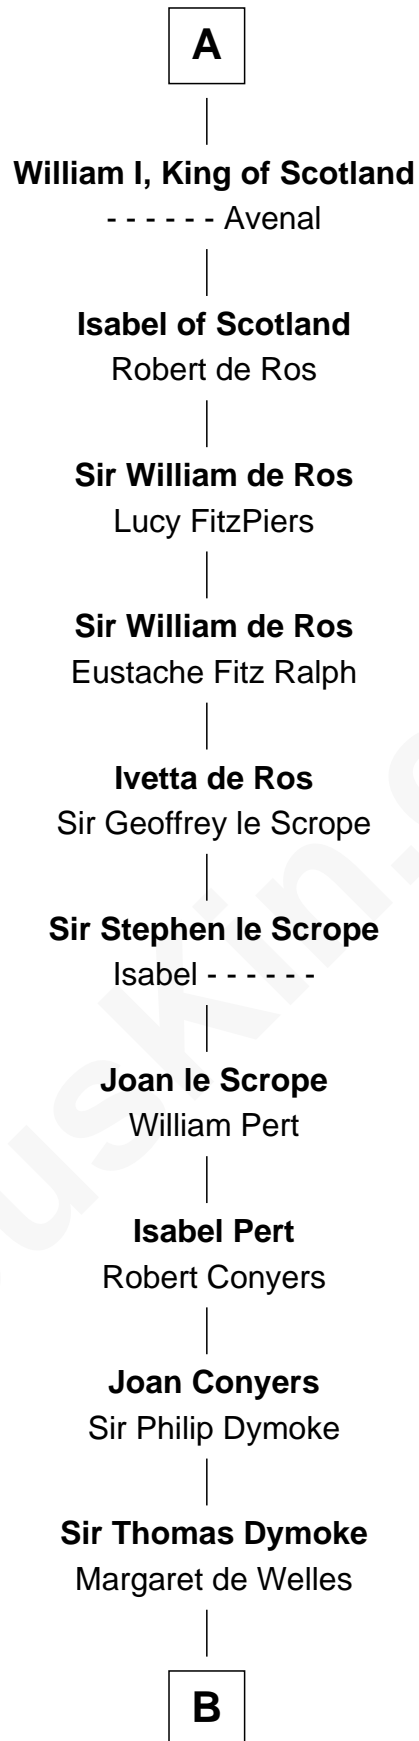 A
William I, King of Scotland
- - - - - - Avenal
Isabel of Scotland
Robert de Ros
Sir William de Ros
Lucy FitzPiers
Sir William de Ros
Eustache Fitz Ralph
Ivetta de Ros
Sir Geoffrey le Scrope
Sir Stephen le Scrope
Isabel - - - - - -
Joan le Scrope
William Pert
Isabel Pert
Robert Conyers
Joan Conyers
Sir Philip Dymoke
Sir Thomas Dymoke
Margaret de Welles
B